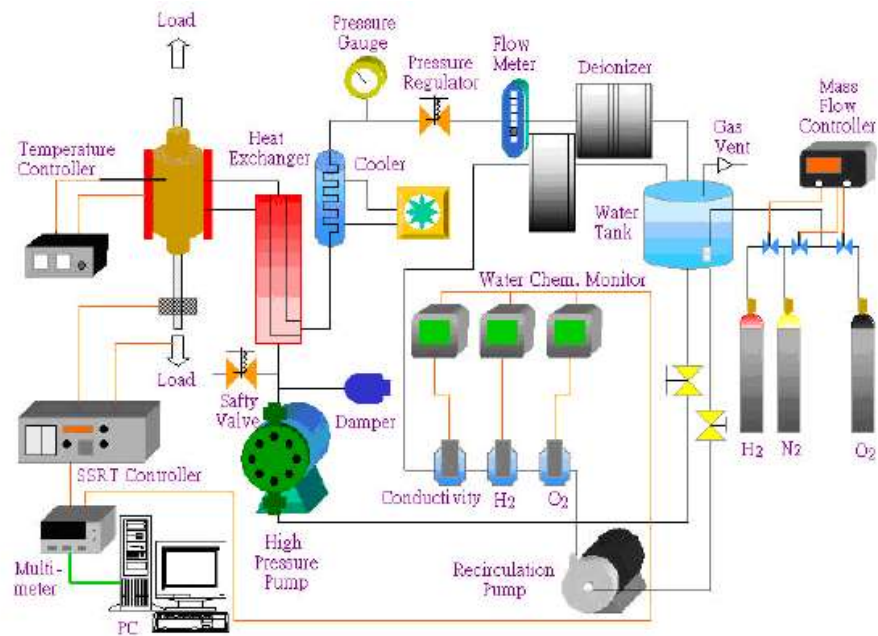 Load
Pressure
Gauge
Pressure
Regulator
Flow
Meter
Deionizer
Mass
Flow
Controller
Gas
Vent
Temperature
Controller
Heat
Exchanger
Cooler
Water
Tank
Water Chem. Monitor
Load
Safty
Valve
Damper
H2
N2
O2
SSRT Controller
Conductivity
H2
O2
High
Pressure
Pump
Recirculation
Pump
Multi-
meter
PC